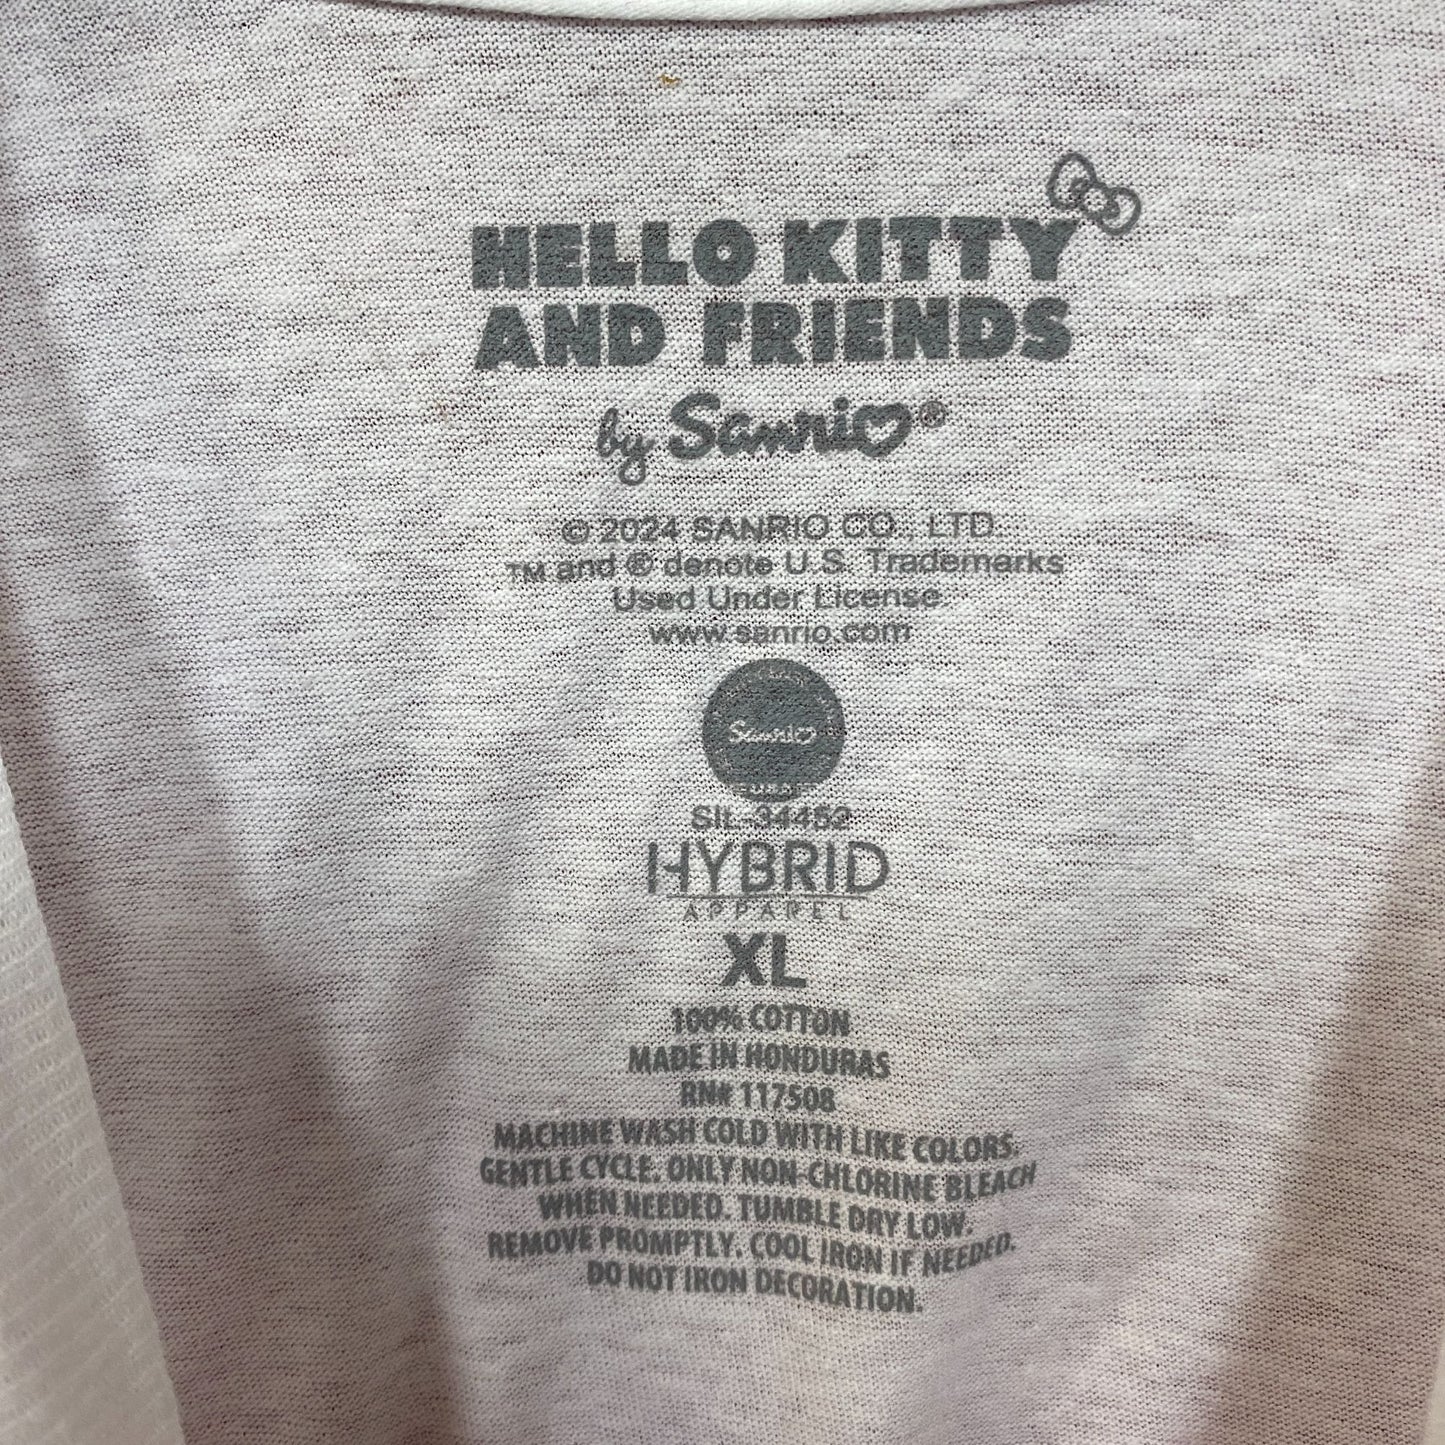 HELLO KITTY
AND FRIENDS
by Sanrio®
© 2024 SANRIO CO., LTD.
TM and ® denote U.S. Trademarks
Used Under License.
www.sanrio.com
Sanrio
SIL-34452
HYBRID
APPAREL
XL
100% COTTON
MADE IN HONDURAS
RN# 117508
MACHINE WASH COLD WITH LIKE COLORS.
GENTLE CYCLE. ONLY NON-CHLORINE BLEACH
WHEN NEEDED. TUMBLE DRY LOW.
REMOVE PROMPTLY. COOL IRON IF NEEDED.
DO NOT IRON DECORATION.